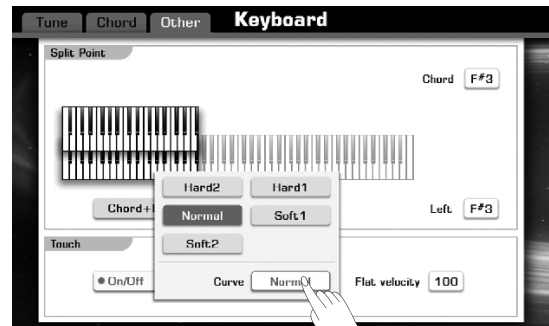 Tune Chord Other Keyboard
Split Point
Chord F#3
Hard2 Hard1
Chord+ Normal Soft1 Left F#3
Touch Soft2
On/Off Curve Normal Flat velocity 100